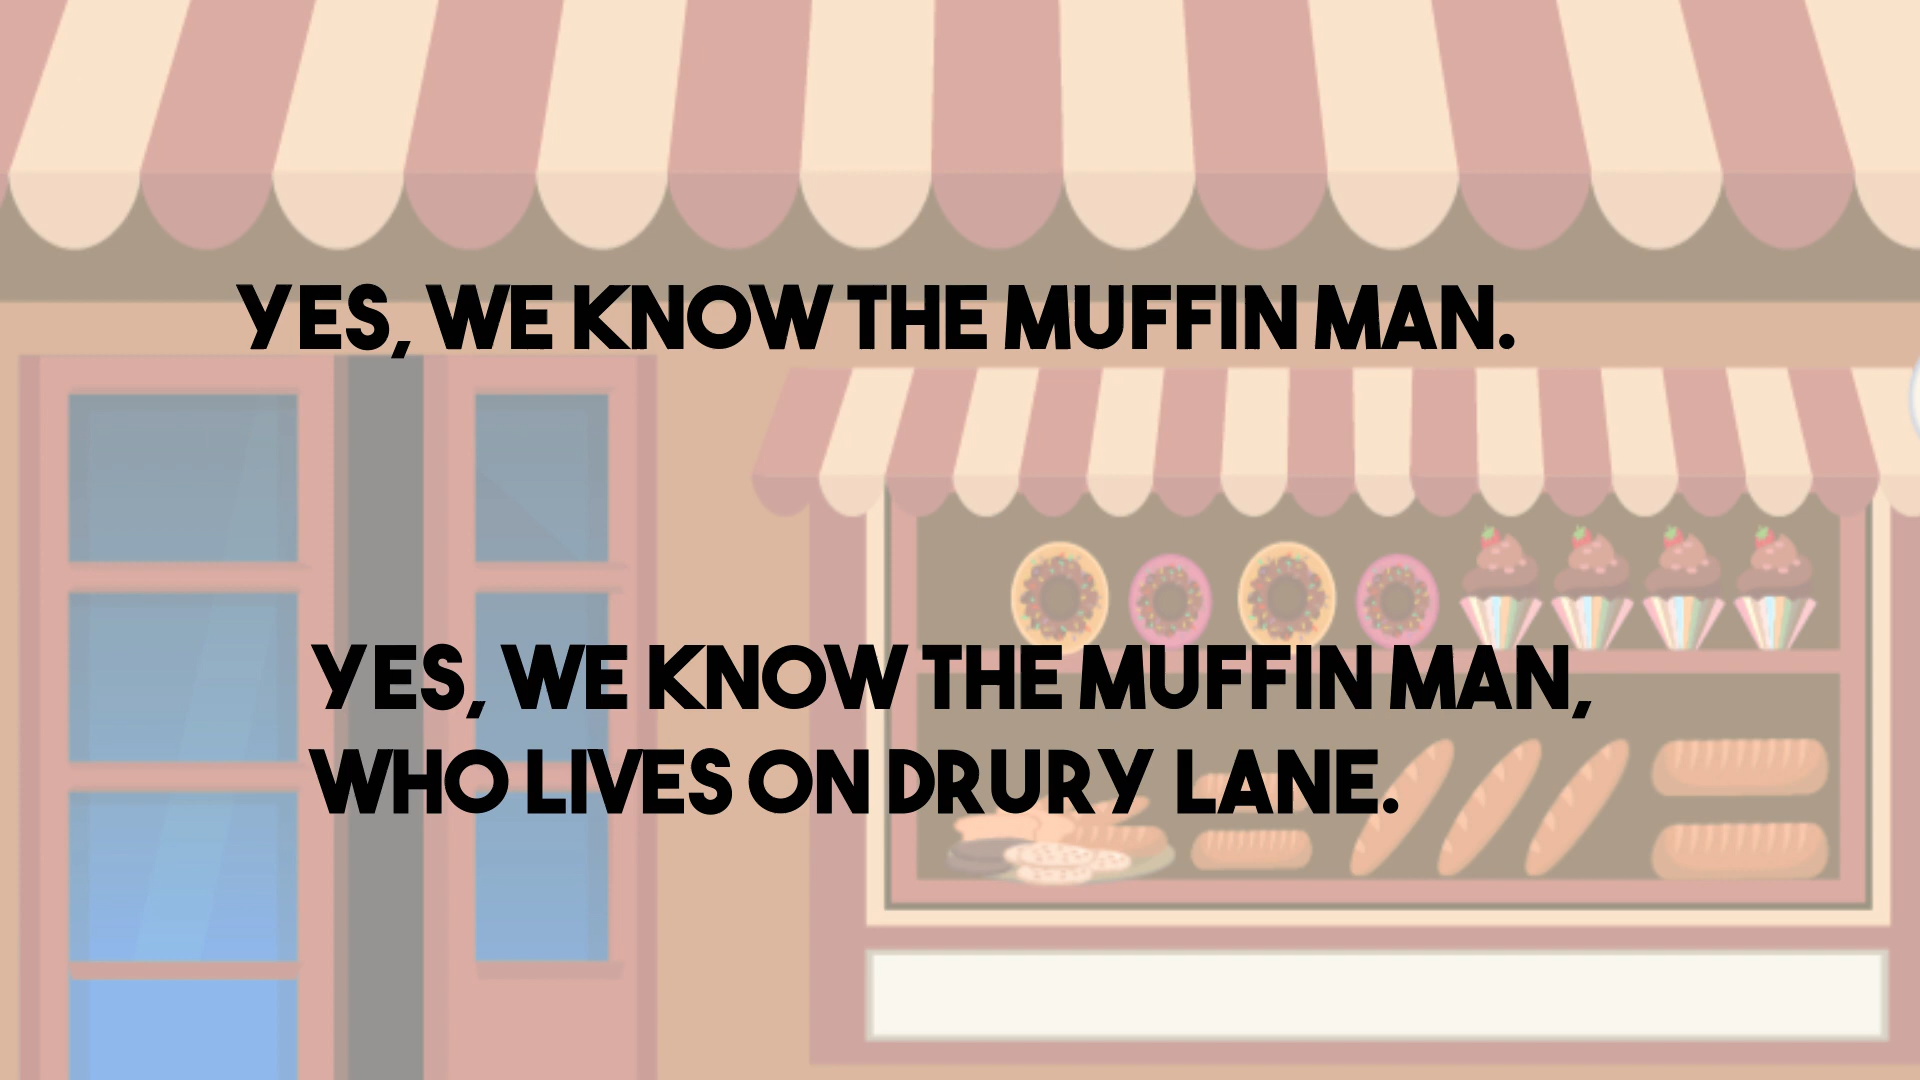 YES, WE KNOW THE MUFFIN MAN.
YES, WE KNOW THE MUFFIN MAN,
WHO LIVES ON DRURY LANE.